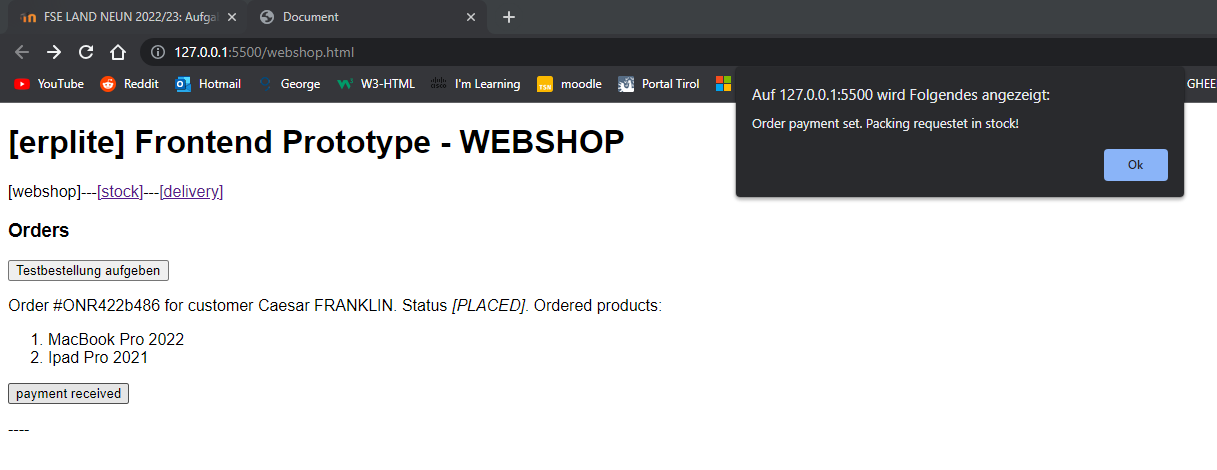 FSE LAND NEUN 2022/23: Aufga
Document
127.0.0.1:5500/webshop.html
YouTube Reddit Hotmail George W3-HTML I'm Learning moodle Portal Tirol GHEE
Auf 127.0.0.1:5500 wird Folgendes angezeigt:
Order payment set. Packing requestet in stock!
Ok
[erplite] Frontend Prototype - WEBSHOP
[webshop]---[stock]---[delivery]
Orders
Testbestellung aufgeben
Order #ONR422b486 for customer Caesar FRANKLIN. Status [PLACED]. Ordered products:
1. MacBook Pro 2022
2. Ipad Pro 2021
payment received
----